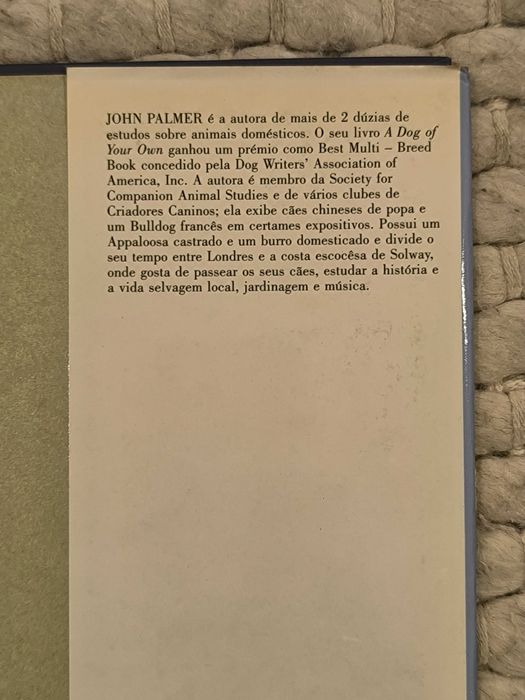 JOHN PALMER é a autora de mais de 2 dúzias de
estudos sobre animais domésticos. O seu livro A Dog of
Your Own ganhou um prémio como Best Multi – Breed
Book concedido pela Dog Writers' Association of
America, Inc. A autora é membro da Society for
Companion Animal Studies e de vários clubes de
Criadores Caninos; ela exibe cães chineses de popa e
um Bulldog francês em certames expositivos. Possui um
Appaloosa castrado e um burro domesticado e divide o
seu tempo entre Londres e a costa escocêsa de Solway,
onde gosta de passear os seus cães, estudar a história e
a vida selvagem local, jardinagem e música.